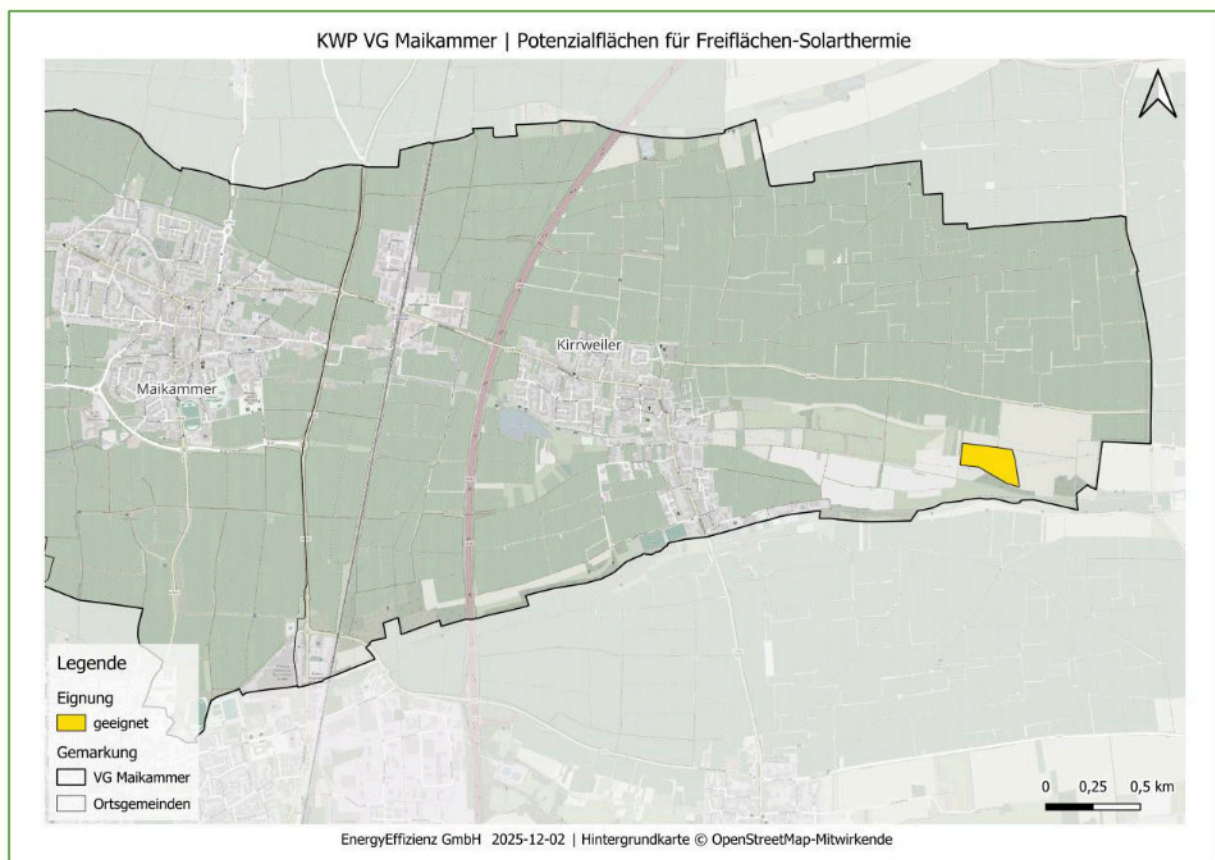 KWP VG Maikammer | Potenzialflächen für Freiflächen-Solarthermie
Kirrweiler
Maikammer
Legende
Eignung
geeignet
Gemarkung
VG Maikammer
Ortsgemeinden
0 0,25 0,5 km
EnergyEffizienz GmbH 2025-12-02 | Hintergrundkarte © OpenStreetMap-Mitwirkende